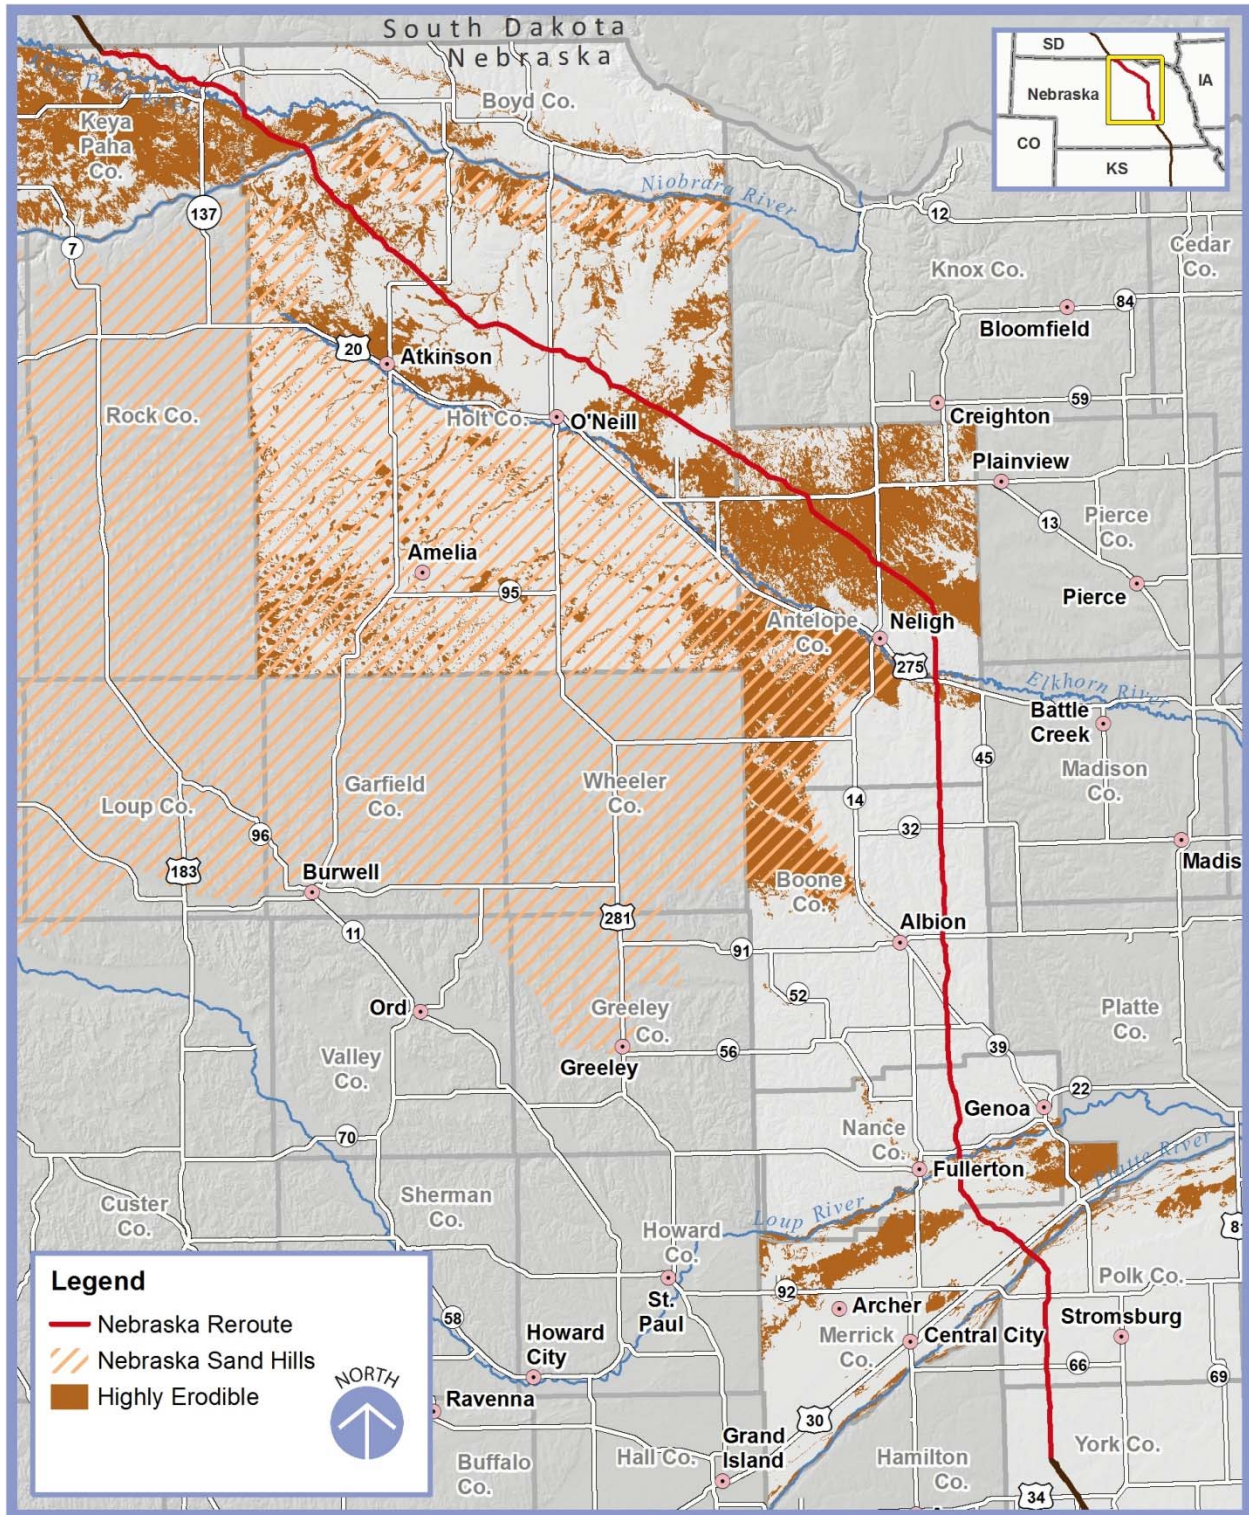 South Dakota
Nebraska
SD
IA
Nebraska
CO
KS
Keya Paha River
Boyd Co.
Keya
Paha
Co.
137
Niobrara
River
12
7
Knox Co.
Cedar
Co.
84
Bloomfield
20
Atkinson
Rock Co.
Holt Co.
O'Neill
59
Creighton
Plainview
13
Pierce
Co.
Amelia
95
Pierce
Antelope
Co.
Neligh
275
Elkhorn River
Battle
Creek
45
Madison
Co.
Garfield
Co.
Wheeler
Co.
Loup Co.
14
32
96
183
Burwell
Madis
Boone
Co.
281
11
Albion
91
52
Ord
Greeley
Co.
Platte
Co.
Valley
Co.
Greeley
56
39
22
Genoa
70
Nance
Co.
Fullerton
Platte River
Custer
Co.
Sherman
Co.
Loup River
Howard
Co.
81
Legend
Nebraska Reroute
Nebraska Sand Hills
Highly Erodible
NORTH
St.
Paul
92
Archer
Polk Co.
Stromsburg
58
Howard
City
Merrick
Co.
Central City
66
69
Ravenna
30
Grand
Island
Buffalo
Co.
Hall Co.
Hamilton
Co.
York Co.
34